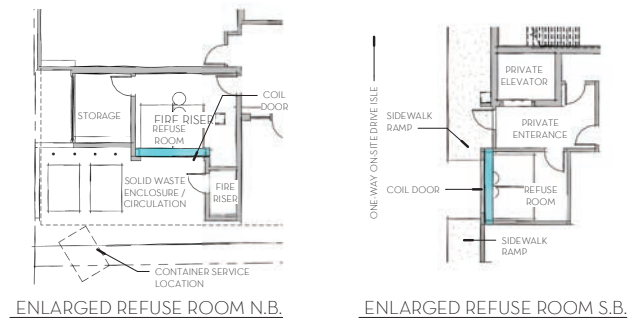 STORAGE
FIRE RISER
REFUSE
ROOM
COIL
DOOR
SOLID WASTE
ENCLOSURE /
CIRCULATION
FIRE
RISER
CONTAINER SERVICE
LOCATION
ENLARGED REFUSE ROOM N.B.
ONE-WAY ON-SITE DRIVE ISLE
PRIVATE
ELEVATOR
SIDEWALK
RAMP
PRIVATE
ENTERANCE
COIL DOOR
REFUSE
ROOM
SIDEWALK
RAMP
ENLARGED REFUSE ROOM S.B.